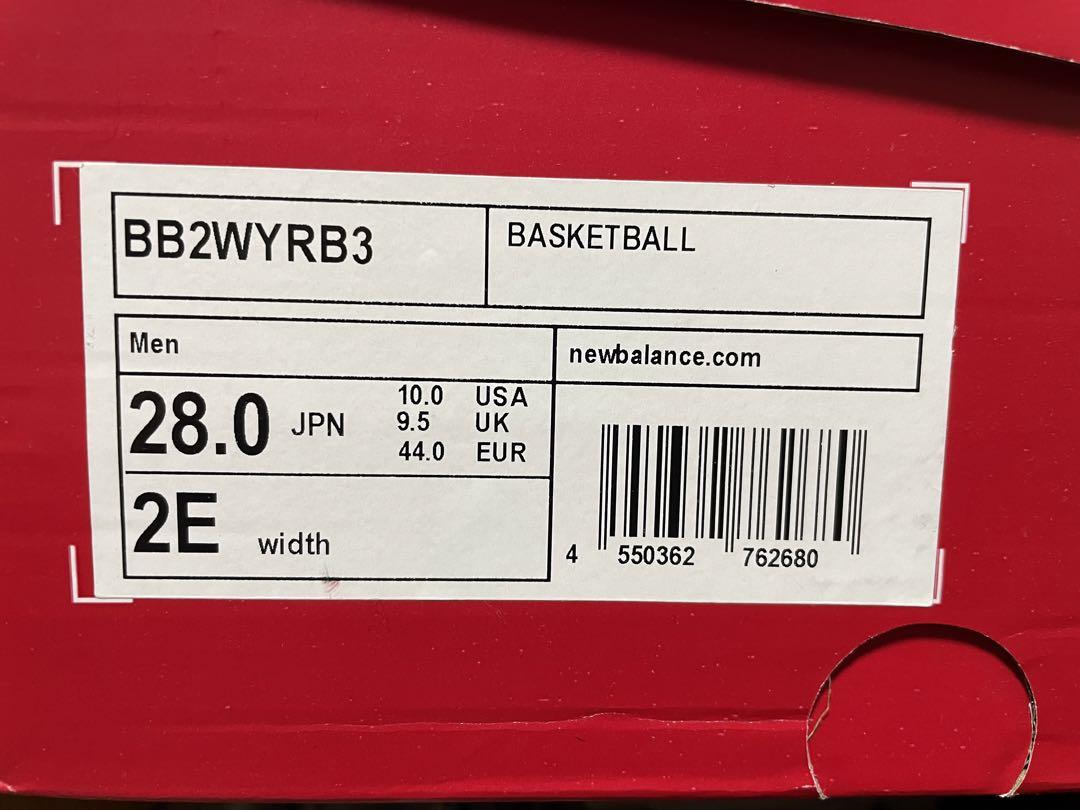 BB2WYRB3
BASKETBALL
Men
newbalance.com
28.0 JPN
10.0 USA
9.5 UK
44.0 EUR
2E width
4 550362 762680